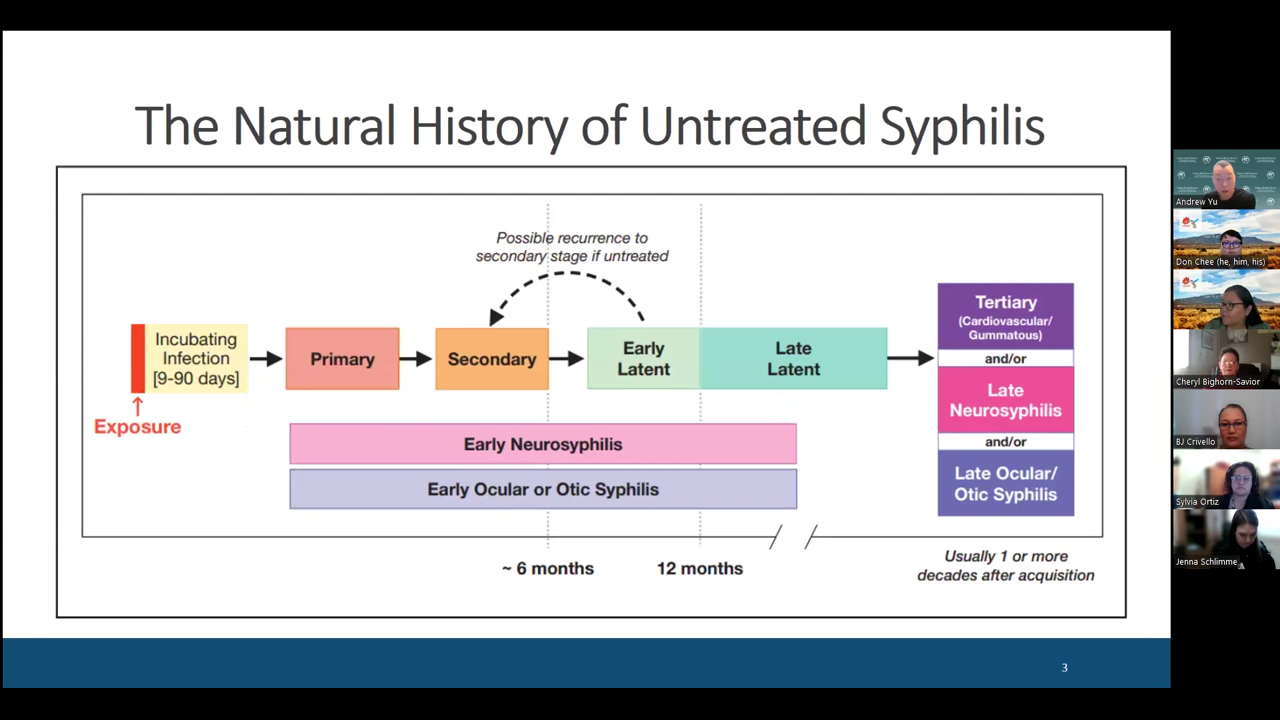 The Natural History of Untreated Syphilis
Possible recurrence to
secondary stage if untreated
Incubating
Infection
[9-90 days]
Exposure
Primary
Secondary
Early
Latent
Late
Latent
Tertiary
(Cardiovascular/
Gummatous)
and/or
Late
Neurosyphilis
and/or
Late Ocular/
Otic Syphilis
Early Neurosyphilis
Early Ocular or Otic Syphilis
~ 6 months
12 months
Usually 1 or more
decades after acquisition
3
Andrew Yu
Don Chee (he, him, his)
Cheryl Bighorn-Savior
BJ Crivello
Sylvia Ortiz
Jenna Schlimme